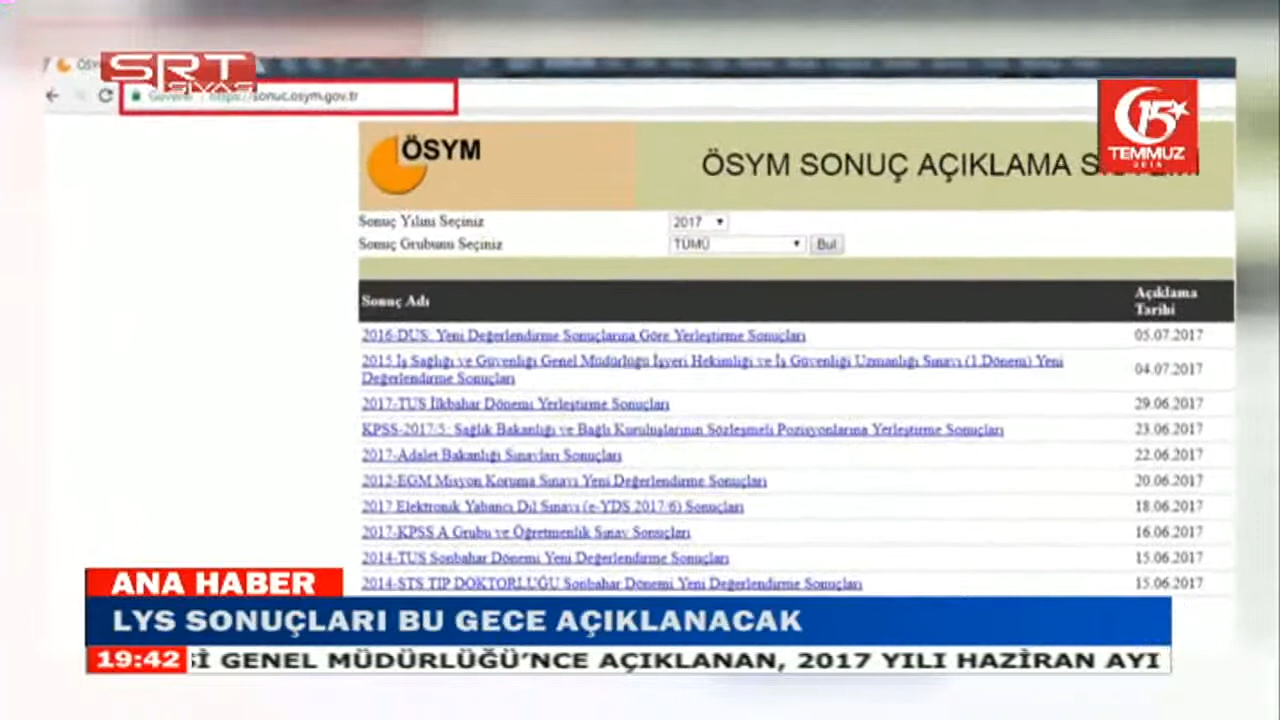 SRT
SİVAS
ÖSYM
Güvenli https://sonuc.osym.gov.tr
15
TEMMUZ
2016
ÖSYM
ÖSYM SONUÇ AÇIKLAMA
Sonuç Yılını Seçiniz 2017
Sonuç Grubunu Seçiniz TÜMÜ Bul
Sonuç Adı Açıklama Tarihi
2016-DUS: Yeni Değerlendirme Sonuçlarına Göre Yerleştirme Sonuçları 05.07.2017
2015 İş Sağlığı ve Güvenliği Genel Müdürlüğü İşyeri Hekimliği ve İş Güvenliği Uzmanlığı Sınavı (1.Dönem) Yeni
Değerlendirme Sonuçları 04.07.2017
2017-TUS İlkbahar Dönemi Yerleştirme Sonuçları 29.06.2017
KPSS-2017/5: Sağlık Bakanlığı ve Bağlı Kuruluşlarının Sözleşmeli Pozisyonlarına Yerleştirme Sonuçları 23.06.2017
2017-Adalet Bakanlığı Sınavları Sonuçları 22.06.2017
2012-EGM Misyon Koruma Sınavı Yeni Değerlendirme Sonuçları 20.06.2017
2017 Elektronik Yabancı Dil Sınavı (e-YDS 2017/6) Sonuçları 18.06.2017
2017-KPSS A Grubu ve Öğretmenlik Sınav Sonuçları 16.06.2017
2014-TUS Sonbahar Dönemi Yeni Değerlendirme Sonuçları 15.06.2017
2014-STS TIP DOKTORLUĞU Sonbahar Dönemi Yeni Değerlendirme Sonuçları 15.06.2017
ANA HABER
LYS SONUÇLARI BU GECE AÇIKLANACAK
19:42 Sİ GENEL MÜDÜRLÜĞÜ'NCE AÇIKLANAN, 2017 YILI HAZİRAN AYI